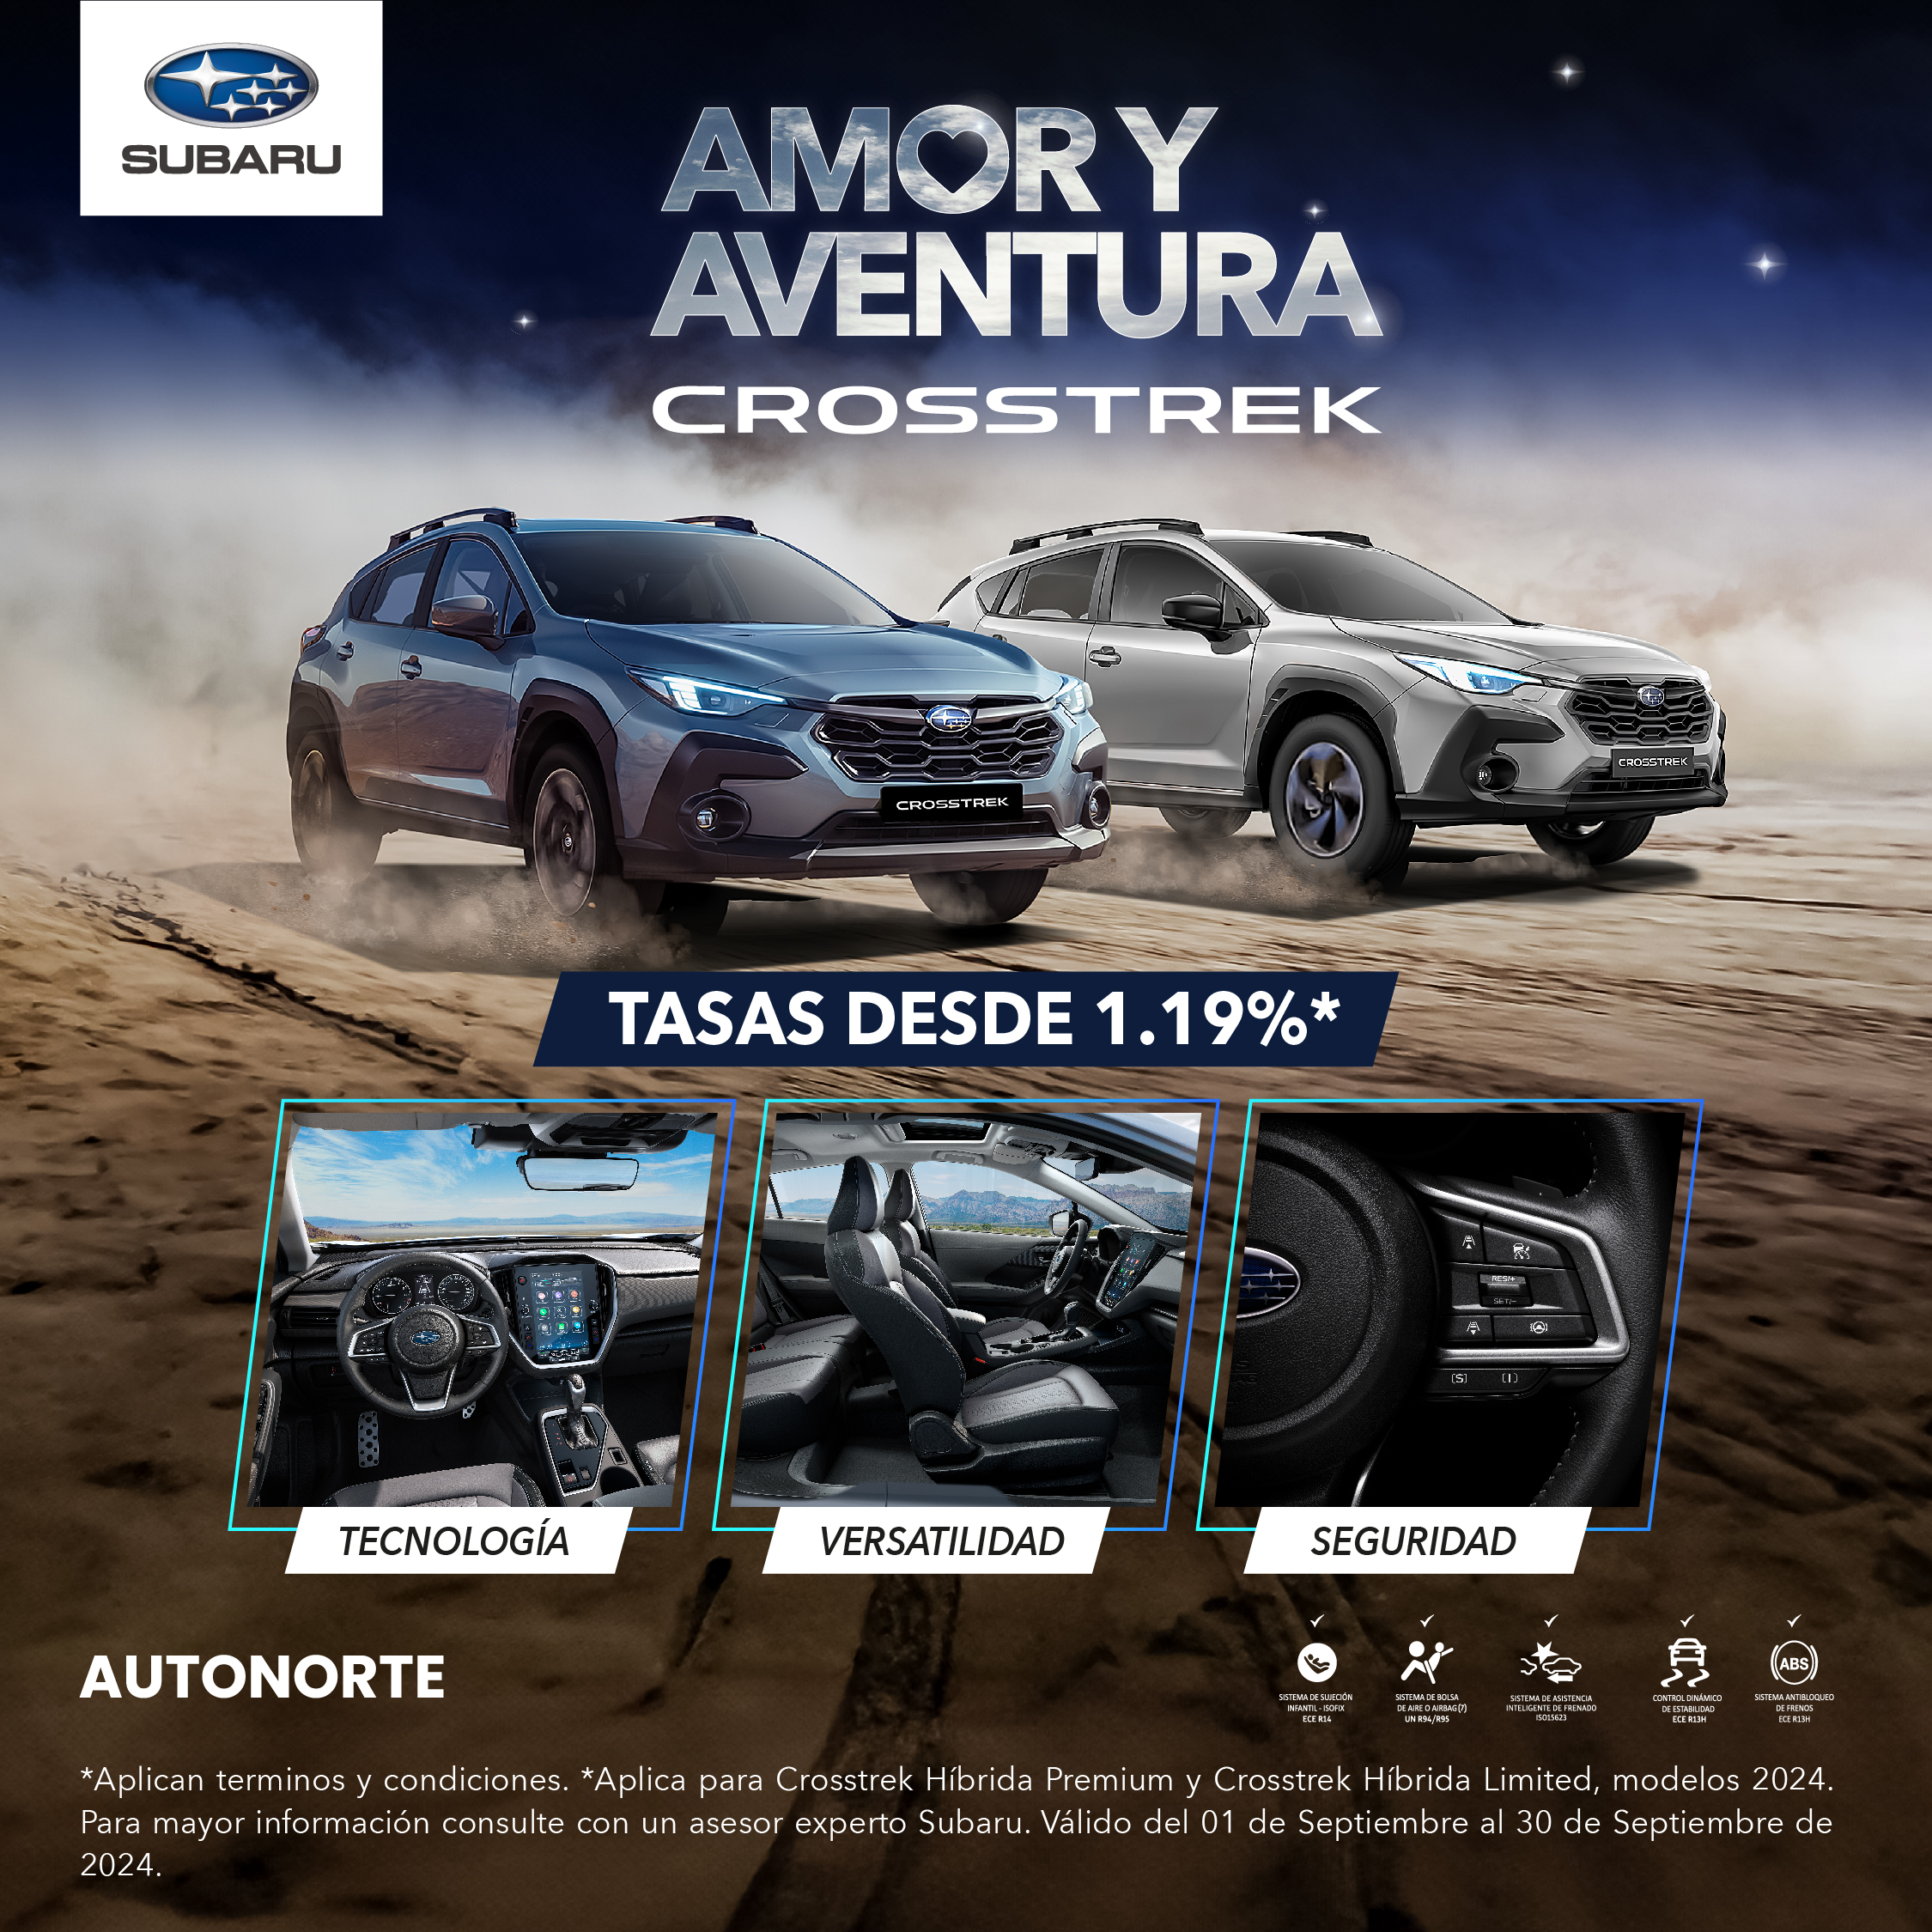 SUBARU
AMOR Y
AVENTURA
CROSSTREK
CROSSTREK
CROSSTREK
TASAS DESDE 1.19%*
RES/+
SET/-
[S] [I]
TECNOLOGÍA
VERSATILIDAD
SEGURIDAD
AUTONORTE
SISTEMA DE SUJECIÓN
INFANTIL - ISOFIX
ECE R14
SISTEMA DE BOLSA
DE AIRE O AIRBAG (7)
UN R94/R95
SISTEMA DE ASISTENCIA
INTELIGENTE DE FRENADO
ISO15623
CONTROL DINÁMICO
DE ESTABILIDAD
ECE R13H
ABS
SISTEMA ANTIBLOQUEO
DE FRENOS
ECE R13H
*Aplican terminos y condiciones. *Aplica para Crosstrek Híbrida Premium y Crosstrek Híbrida Limited, modelos 2024.
Para mayor información consulte con un asesor experto Subaru. Válido del 01 de Septiembre al 30 de Septiembre de
2024.